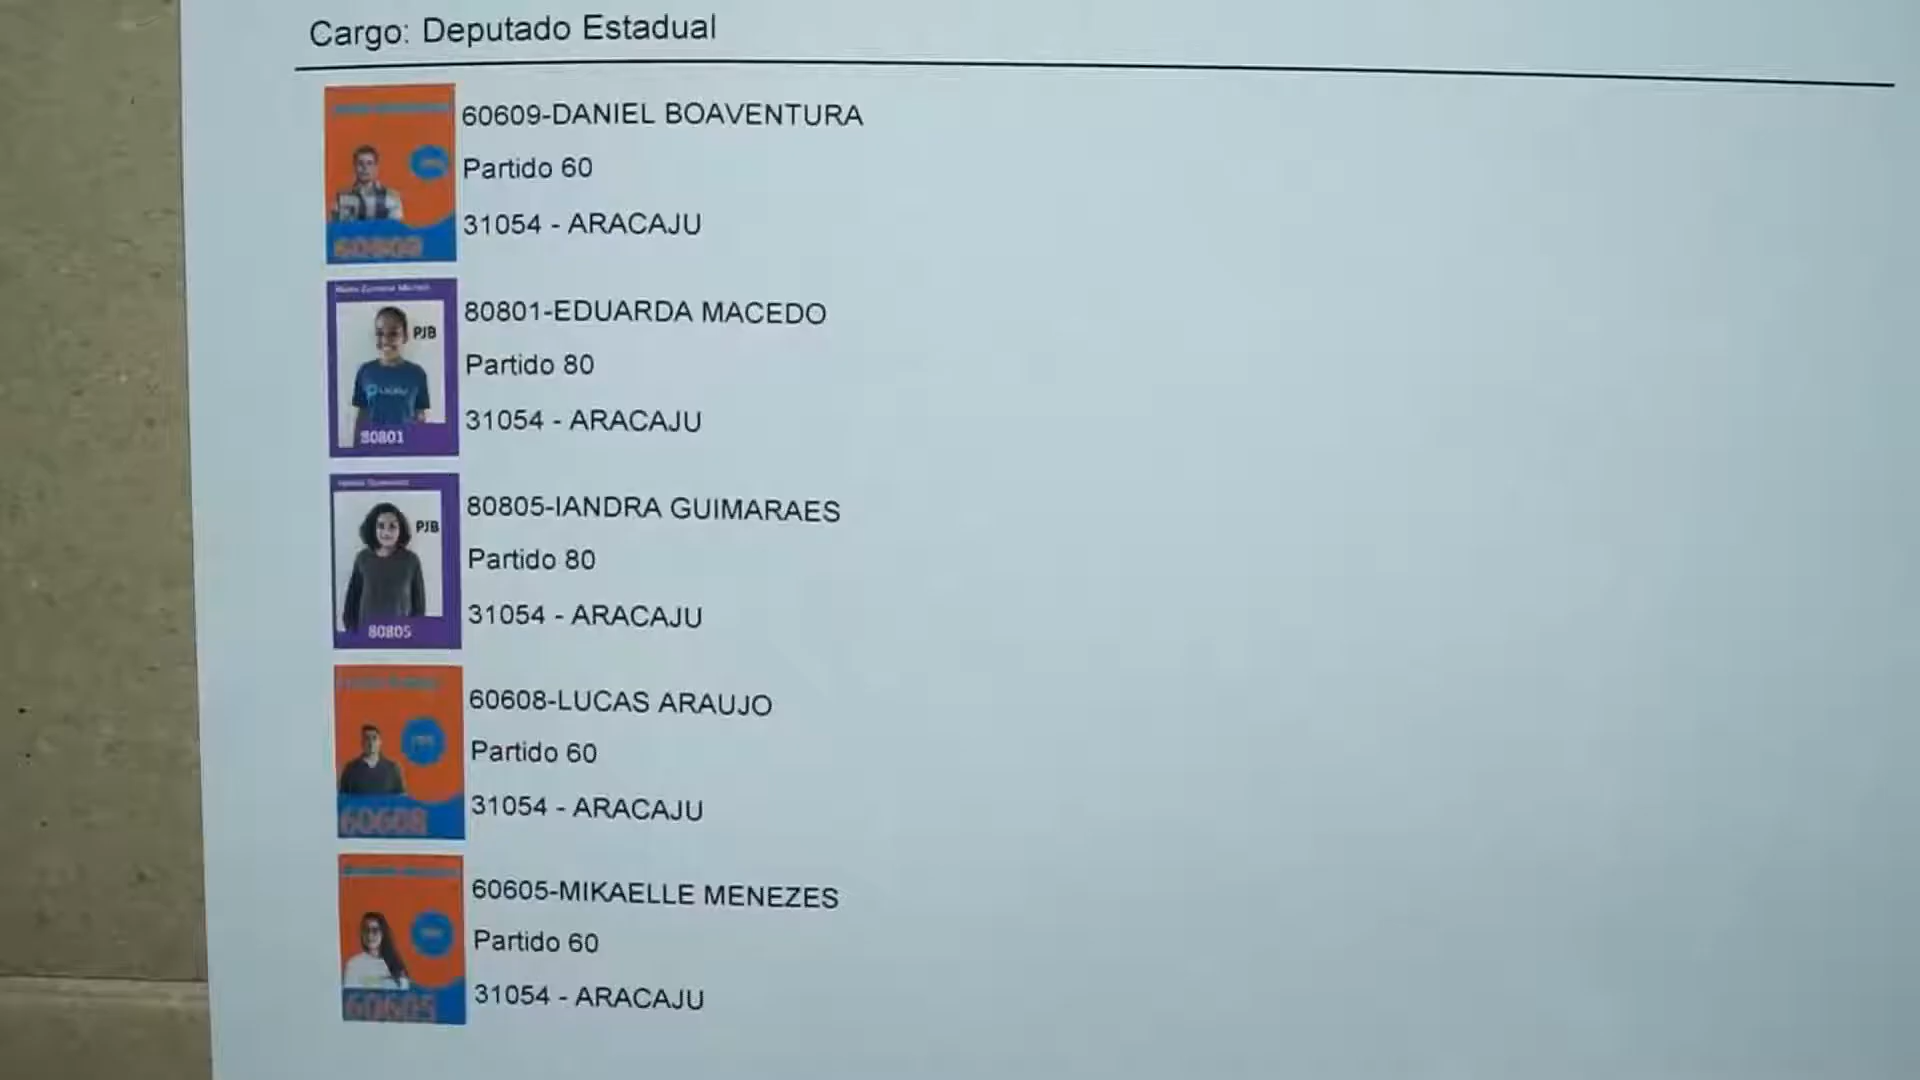 Cargo: Deputado Estadual
60609-DANIEL BOAVENTURA
Partido 60
31054 - ARACAJU
80801-EDUARDA MACEDO
Partido 80
31054 - ARACAJU
PJB
80801
80805-IANDRA GUIMARAES
Partido 80
31054 - ARACAJU
PJB
80805
60608-LUCAS ARAUJO
Partido 60
31054 - ARACAJU
60608
60605-MIKAELLE MENEZES
Partido 60
31054 - ARACAJU
60605